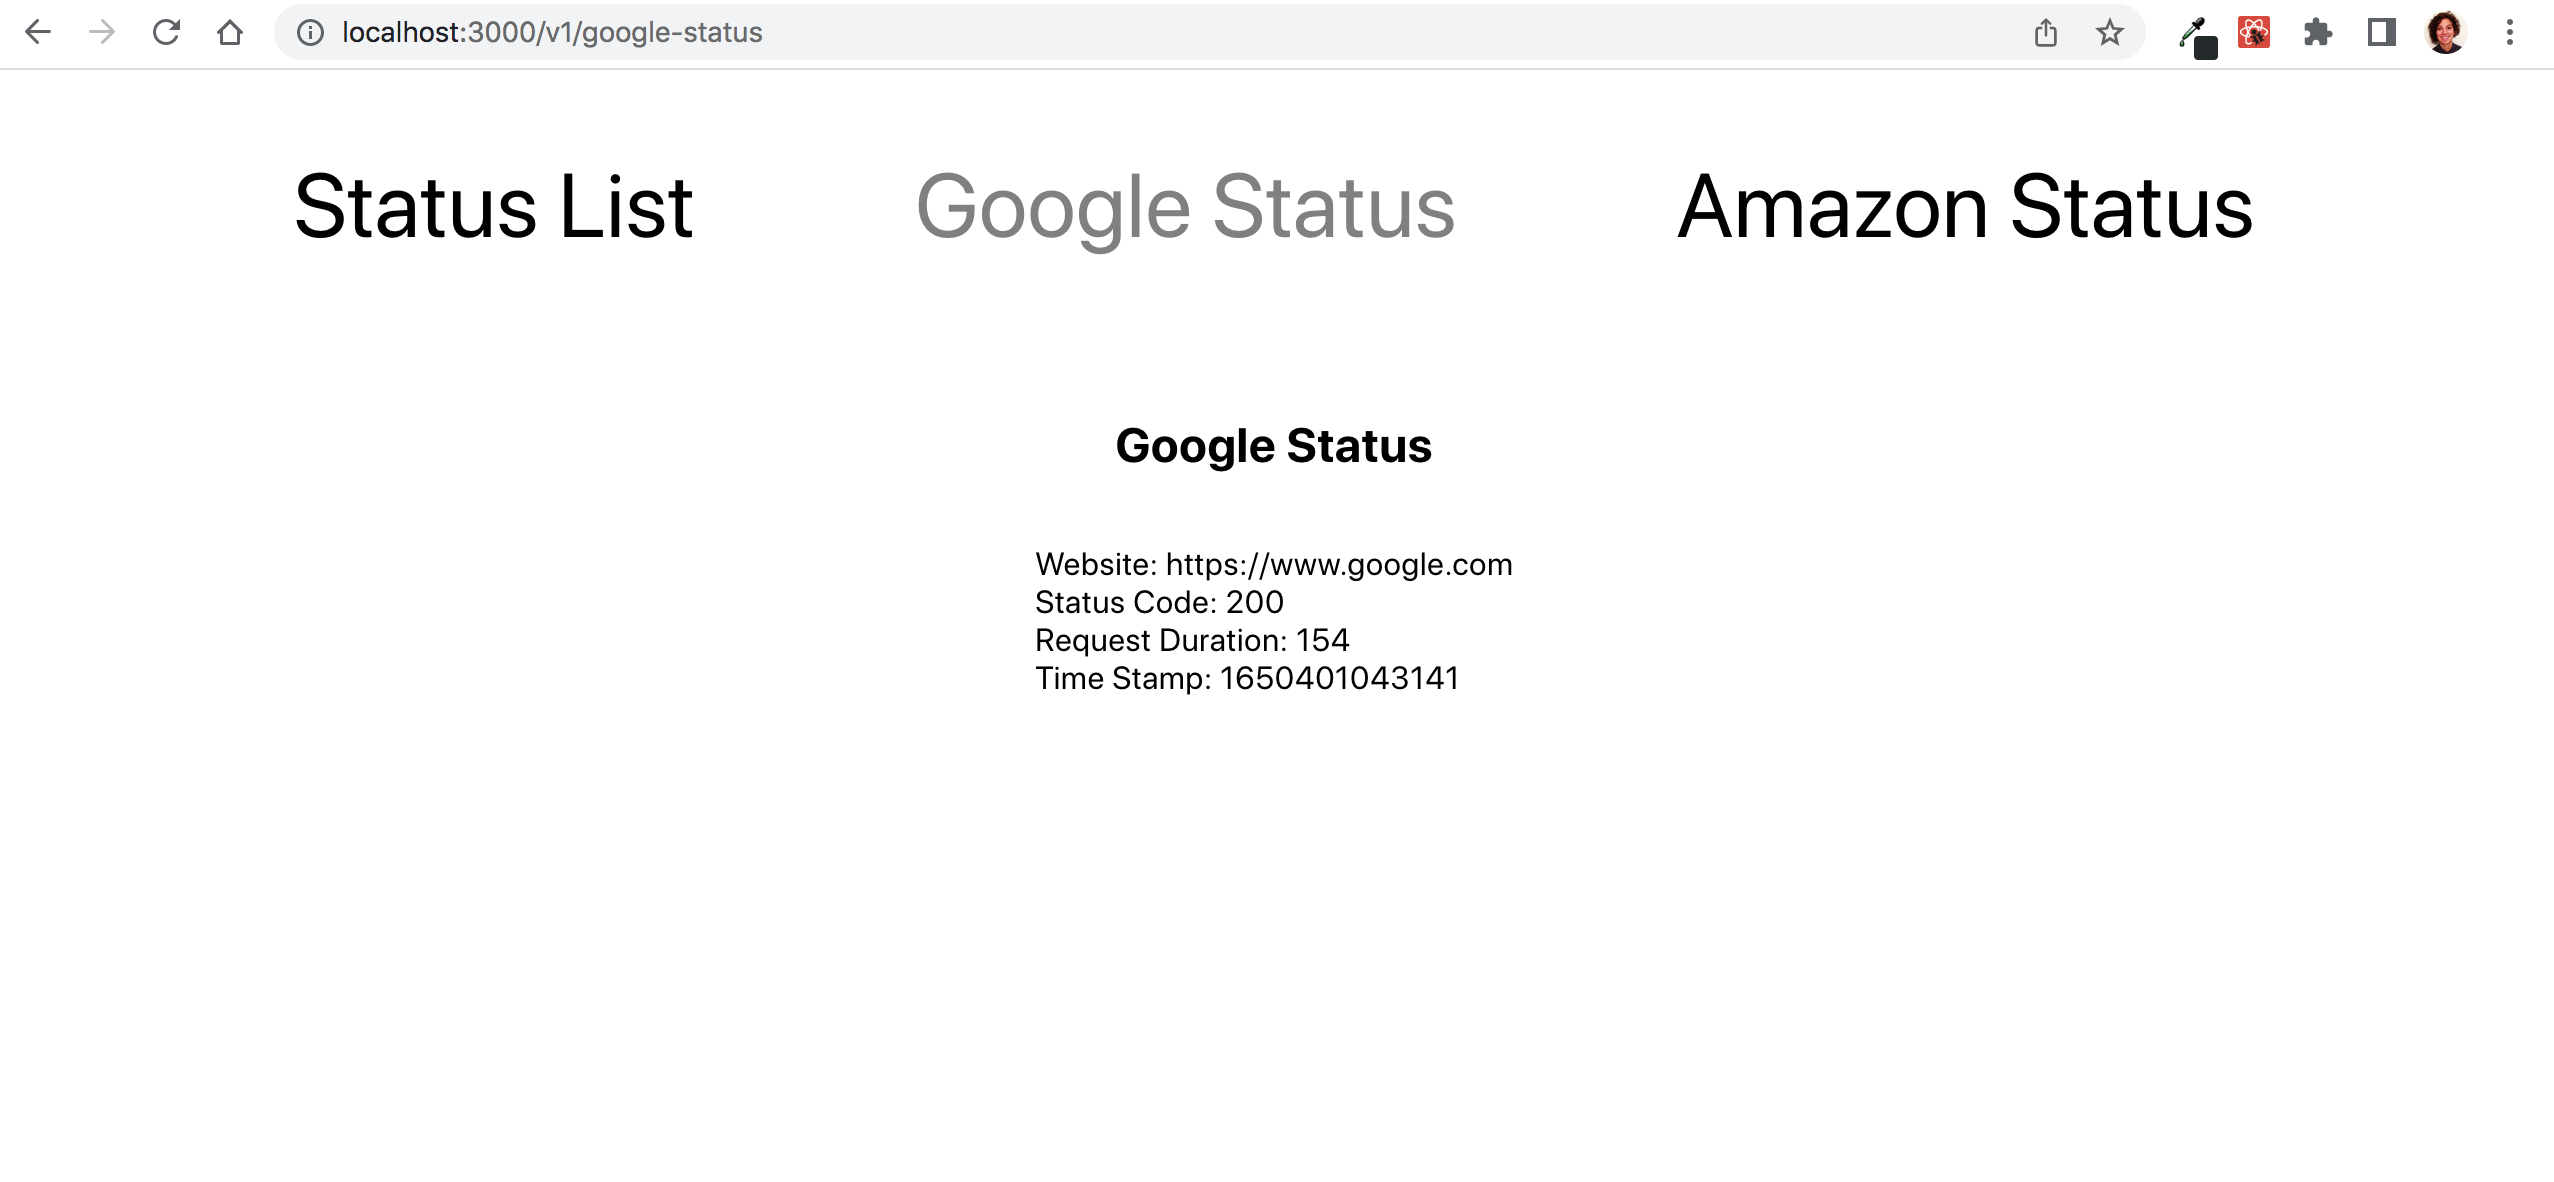 localhost:3000/v1/google-status
Status List
Google Status
Amazon Status
Google Status
Website: https://www.google.com
Status Code: 200
Request Duration: 154
Time Stamp: 1650401043141